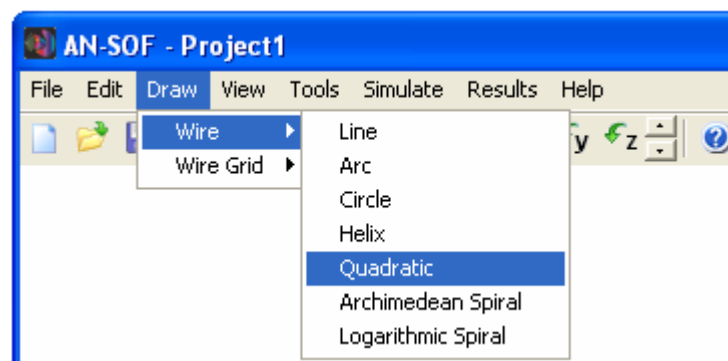 AN-SOF - Project1
File Edit Draw View Tools Simulate Results Help
y z ?
Wire
Wire Grid
Line
Arc
Circle
Helix
Quadratic
Archimedean Spiral
Logarithmic Spiral